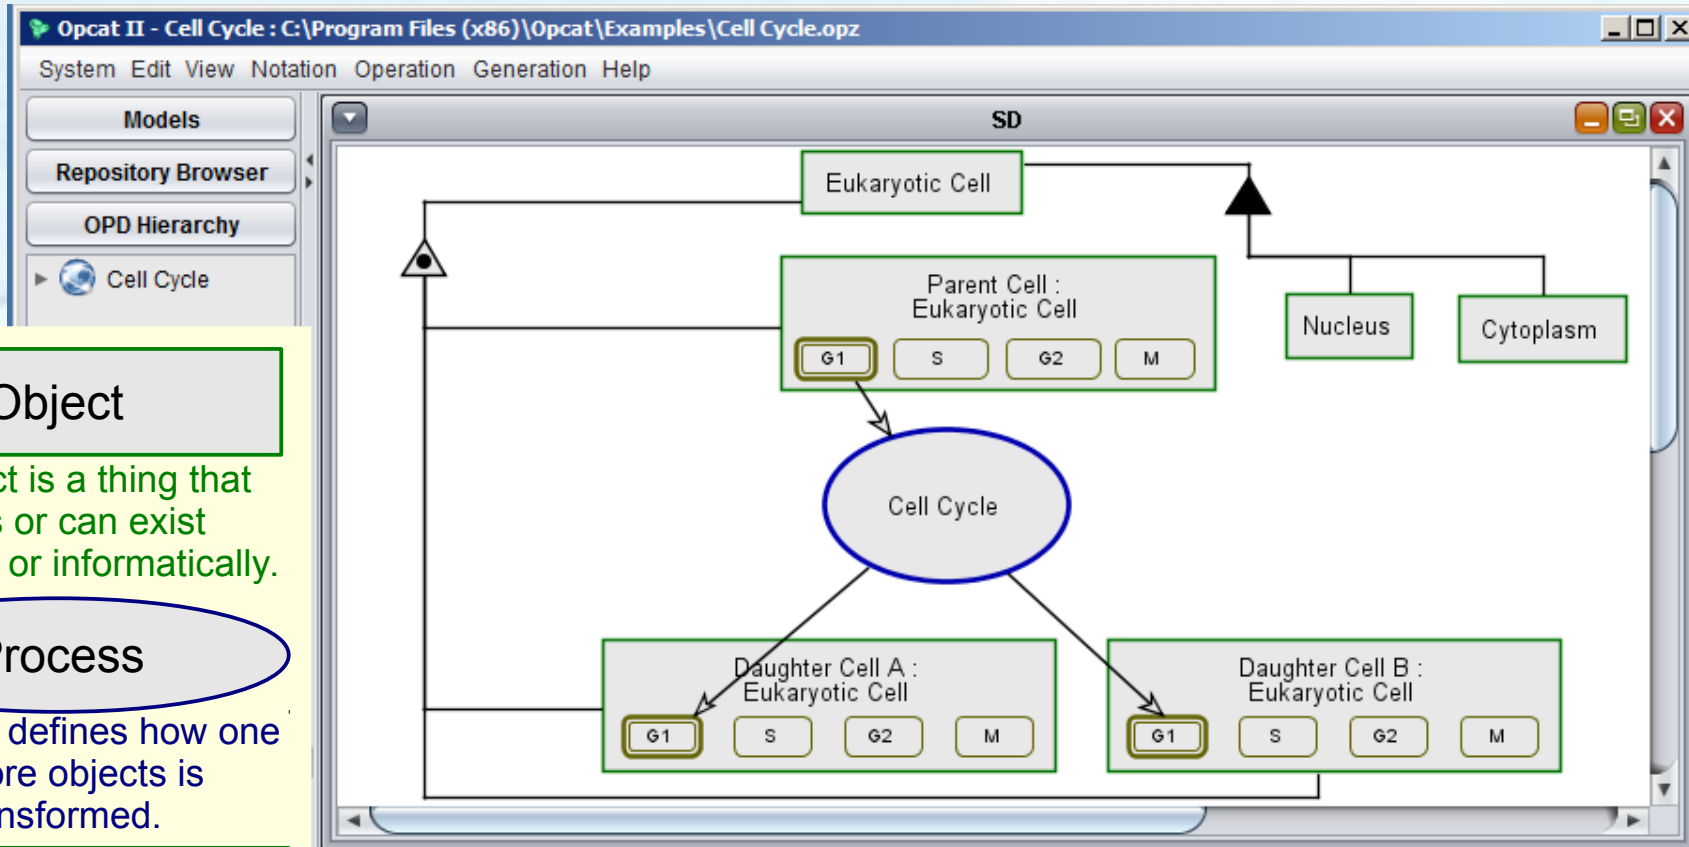 Opcat II - Cell Cycle : C:\Program Files (x86)\Opcat\Examples\Cell Cycle.opz
System Edit View Notation Operation Generation Help
Models
Repository Browser
OPD Hierarchy
Cell Cycle
SD
Eukaryotic Cell
Parent Cell :
Eukaryotic Cell
G1 S G2 M
Nucleus
Cytoplasm
Cell Cycle
Daughter Cell A :
Eukaryotic Cell
G1 S G2 M
Daughter Cell B :
Eukaryotic Cell
G1 S G2 M
Object
ct is a thing that
s or can exist
or informatically.
Process
defines how one
ore objects is
nsformed.